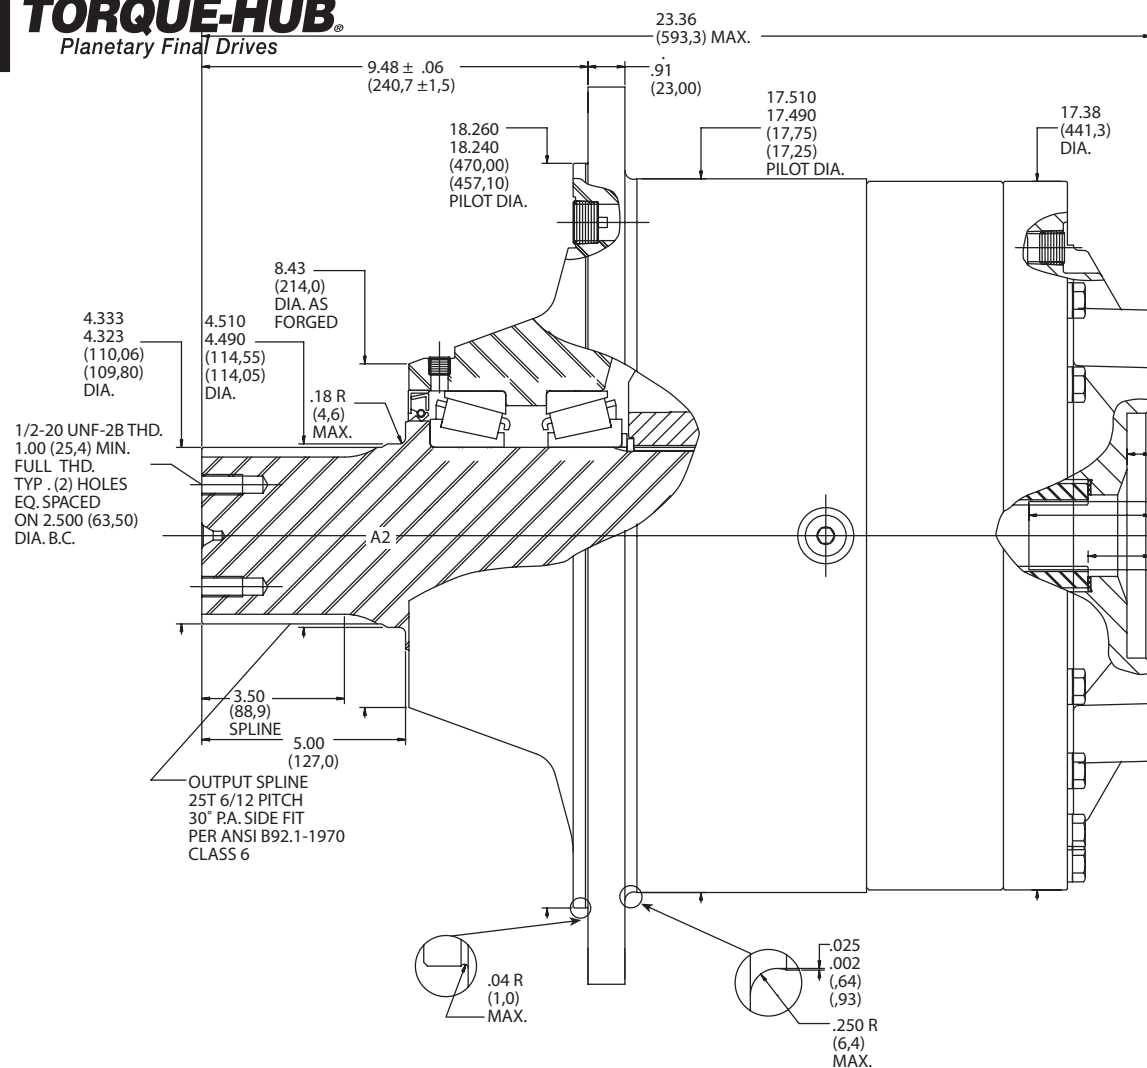 TORQUE-HUB®
Planetary Final Drives
23.36
(593,3) MAX.
9.48 ± .06
(240,7 ±1,5)
.91
(23,00)
18.260
18.240
(470,00)
(457,10)
PILOT DIA.
17.510
17.490
(17,75)
(17,25)
PILOT DIA.
17.38
(441,3)
DIA.
8.43
(214,0)
DIA. AS
FORGED
4.333
4.323
(110,06)
(109,80)
DIA.
4.510
4.490
(114,55)
(114,05)
DIA.
.18 R
(4,6)
MAX.
1/2-20 UNF-2B THD.
1.00 (25,4) MIN.
FULL THD.
TYP . (2) HOLES
EQ. SPACED
ON 2.500 (63,50)
DIA. B.C.
A2
3.50
(88,9)
SPLINE
5.00
(127,0)
OUTPUT SPLINE
25T 6/12 PITCH
30° P.A. SIDE FIT
PER ANSI B92.1-1970
CLASS 6
.04 R
(1,0)
MAX.
.025
.002
(,64)
(,93)
.250 R
(6,4)
MAX.